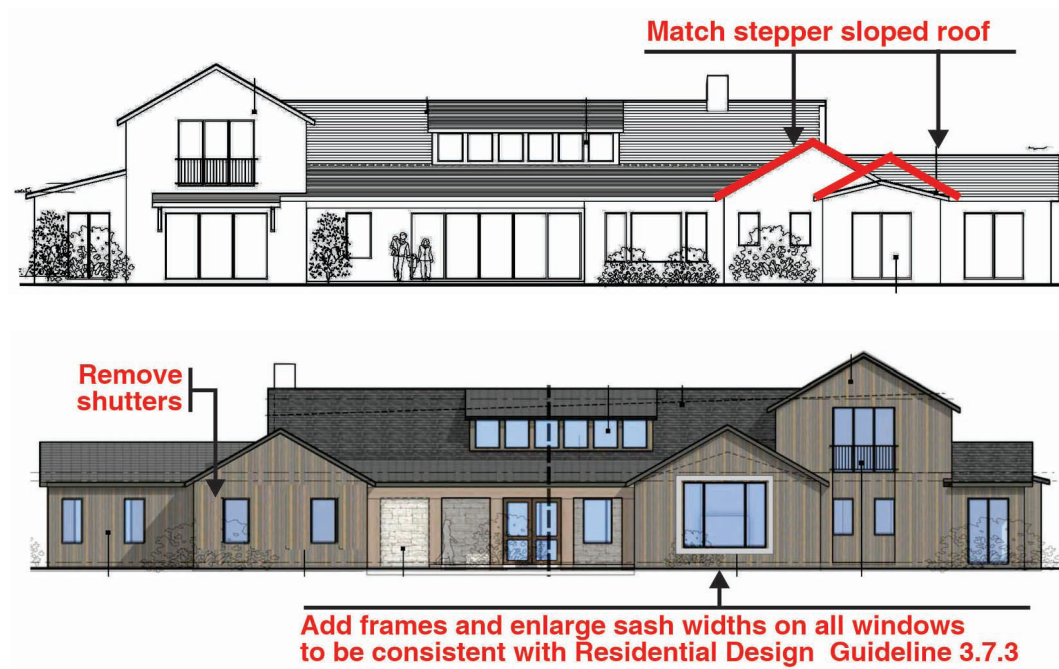 Match stepper sloped roof
Remove
shutters
Add frames and enlarge sash widths on all windows
to be consistent with Residential Design Guideline 3.7.3